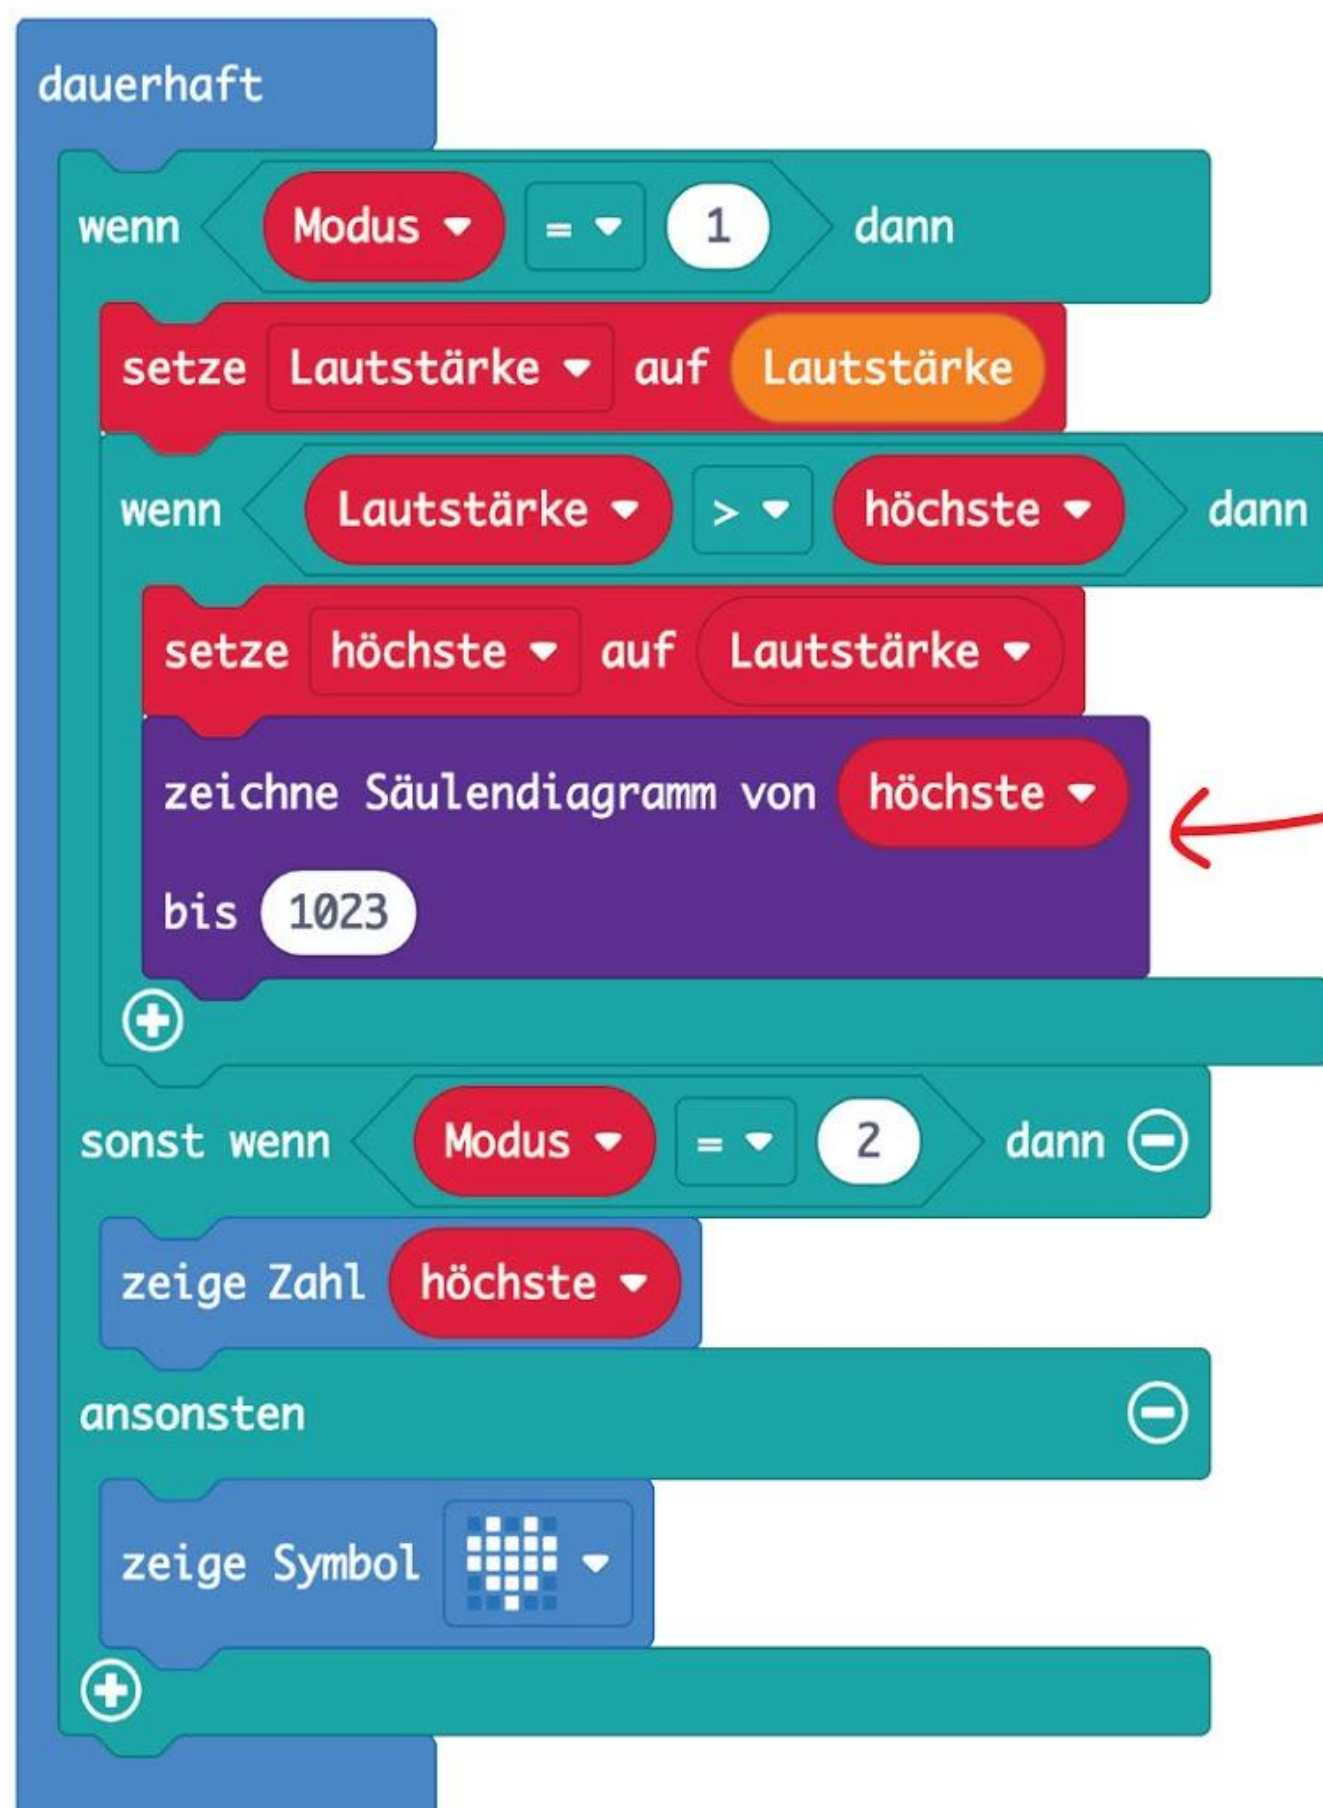 dauerhaft
wenn Modus = 1 dann
setze Lautstärke auf Lautstärke
wenn Lautstärke > höchste dann
setze höchste auf Lautstärke
zeichne Säulendiagramm von höchste
bis 1023
sonst wenn Modus = 2 dann
zeige Zahl höchste
ansonsten
zeige Symbol